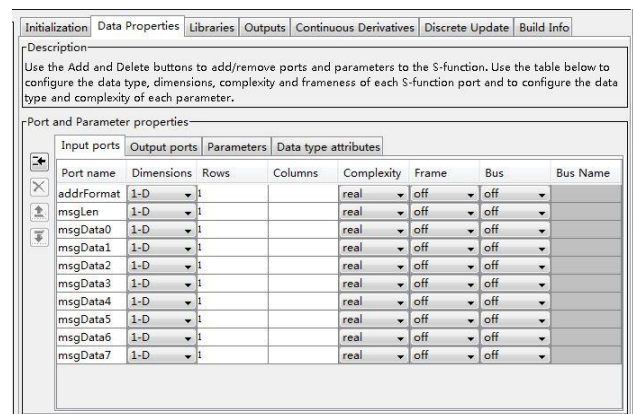 Initialization Data Properties Libraries Outputs Continuous Derivatives Discrete Update Build Info
Description
Use the Add and Delete buttons to add/remove ports and parameters to the S-function. Use the table below to
configure the data type, dimensions, complexity and frameness of each S-function port and to configure the data
type and complexity of each parameter.
Port and Parameter properties
Input ports Output ports Parameters Data type attributes
Port name Dimensions Rows Columns Complexity Frame Bus Bus Name
addrFormat 1-D 1 real off off
msgLen 1-D 1 real off off
msgData0 1-D 1 real off off
msgData1 1-D 1 real off off
msgData2 1-D 1 real off off
msgData3 1-D 1 real off off
msgData4 1-D 1 real off off
msgData5 1-D 1 real off off
msgData6 1-D 1 real off off
msgData7 1-D 1 real off off